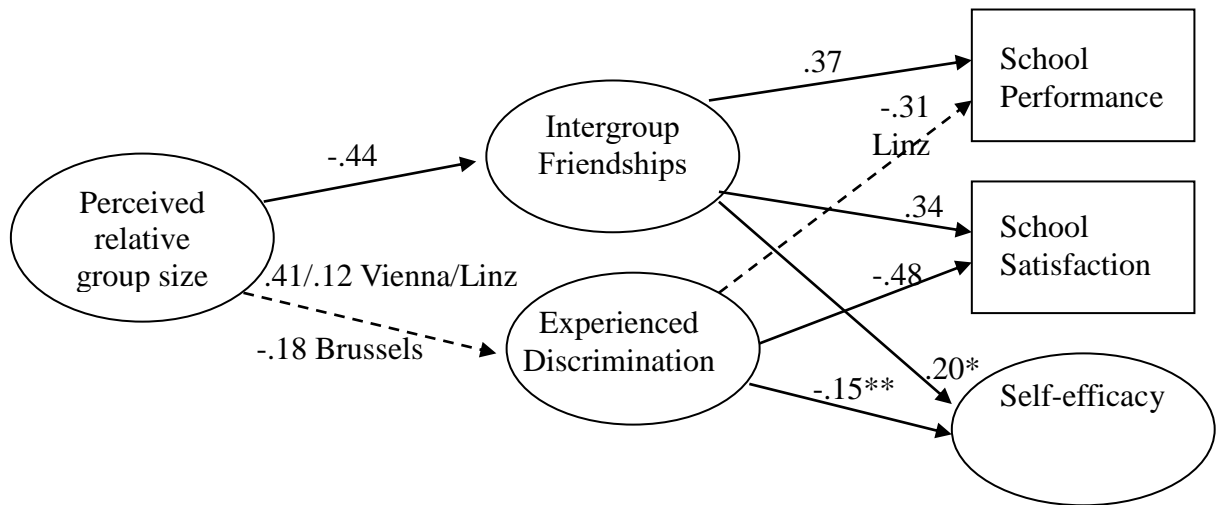 Perceived
relative
group size
-.44
.41/.12 Vienna/Linz
-.18 Brussels
Intergroup
Friendships
Experienced
Discrimination
.37
-.31
Linz
.34
-.48
.20*
-.15**
School
Performance
School
Satisfaction
Self-efficacy